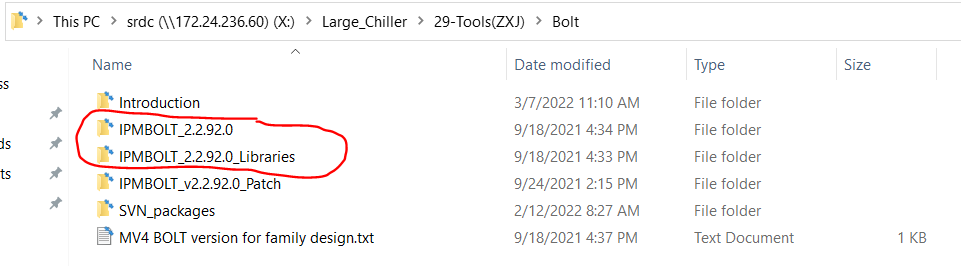 This PC > srdc (\\172.24.236.60) (X:) > Large_Chiller > 29-Tools(ZXJ) > Bolt
Name Date modified Type Size
Introduction 3/7/2022 11:10 AM File folder
IPMBOLT_2.2.92.0 9/18/2021 4:34 PM File folder
IPMBOLT_2.2.92.0_Libraries 9/18/2021 4:33 PM File folder
IPMBOLT_v2.2.92.0_Patch 9/24/2021 2:15 PM File folder
SVN_packages 2/12/2022 8:27 AM File folder
MV4 BOLT version for family design.txt 9/18/2021 4:37 PM Text Document 1 KB